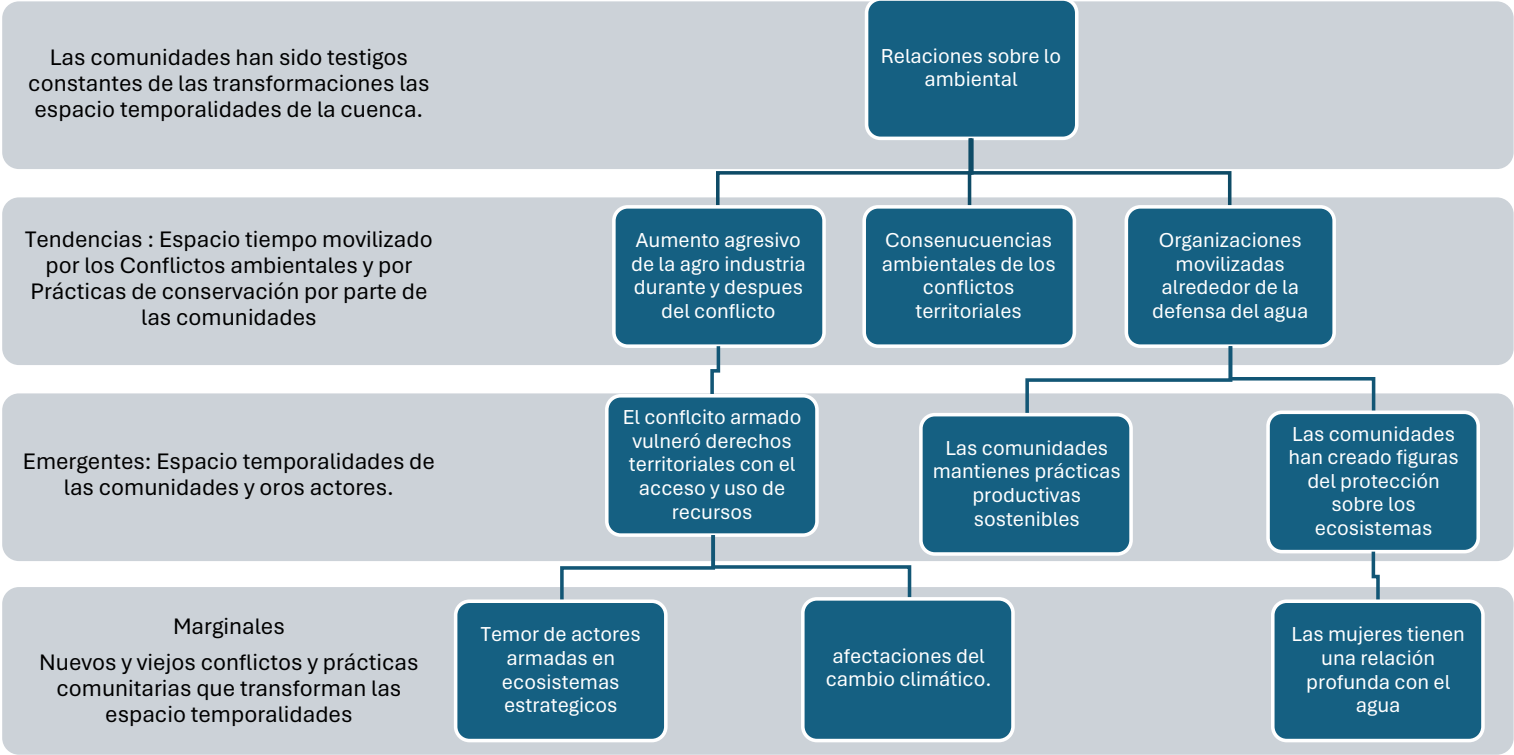 Las comunidades han sido testigos
constantes de las transformaciones las
espacio temporalidades de la cuenca.
Relaciones sobre lo
ambiental
Tendencias : Espacio tiempo movilizado
por los Conflictos ambientales y por
Prácticas de conservación por parte de
las comunidades
Aumento agresivo
de la agro industria
durante y despues
del conflicto
Consenucuencias
ambientales de los
conflictos
territoriales
Organizaciones
movilizadas
alrededor de la
defensa del agua
Emergentes: Espacio temporalidades de
las comunidades y oros actores.
El conflcito armado
vulneró derechos
territoriales con el
acceso y uso de
recursos
Las comunidades
mantienes prácticas
productivas
sostenibles
Las comunidades
han creado figuras
del protección
sobre los
ecosistemas
Marginales
Nuevos y viejos conflictos y prácticas
comunitarias que transforman las
espacio temporalidades
Temor de actores
armadas en
ecosistemas
estrategicos
afectaciones del
cambio climático.
Las mujeres tienen
una relación
profunda con el
agua